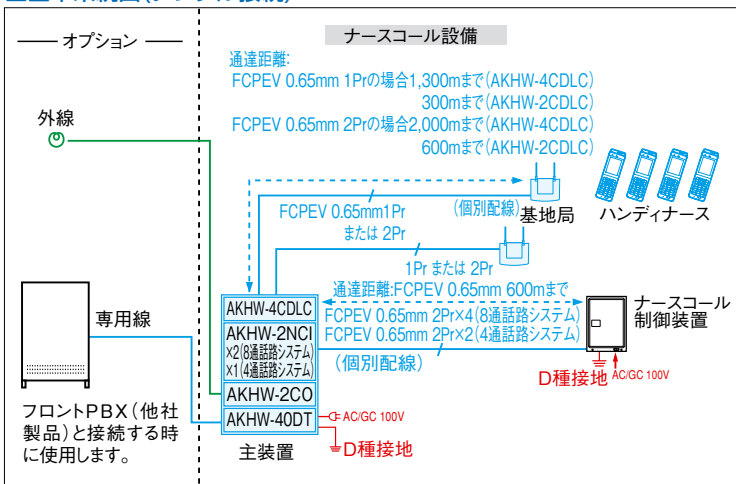 オプション
ナースコール設備
通達距離:
FCPEV 0.65mm 1Prの場合1,300mまで(AKHW-4CDLC)
300mまで(AKHW-2CDLC)
FCPEV 0.65mm 2Prの場合2,000mまで(AKHW-4CDLC)
600mまで(AKHW-2CDLC)
外線
FCPEV 0.65mm1Pr
または 2Pr
(個別配線)
基地局
ハンディナース
1Pr または 2Pr
通達距離:FCPEV 0.65mm 600mまで
FCPEV 0.65mm 2Pr×4(8通話路システム)
FCPEV 0.65mm 2Pr×2(4通話路システム)
(個別配線)
ナースコール
制御装置
D種接地
AC/GC 100V
専用線
AKHW-4CDLC
AKHW-2NCI
×2(8通話路システム)
×1(4通話路システム)
AKHW-2CO
AKHW-40DT
AC/GC 100V
D種接地
主装置
フロントPBX(他社
製品)と接続する時
に使用します。